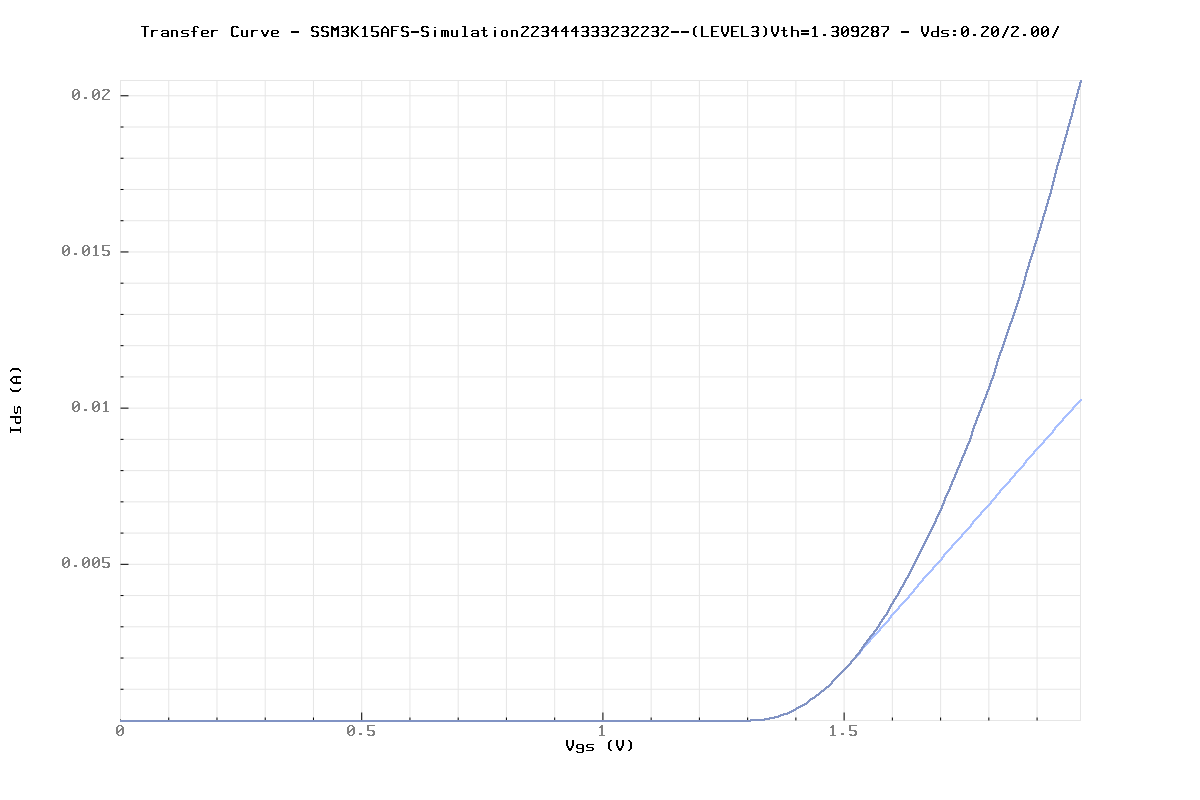 Transfer Curve - SSM3K15AFS-Simulation223444333232232--(LEVEL3)Vth=1.309287 - Vds:0.20/2.00/
0.02
0.015
0.01
0.005
Ids (A)
0 0.5 1 1.5
Vgs (V)